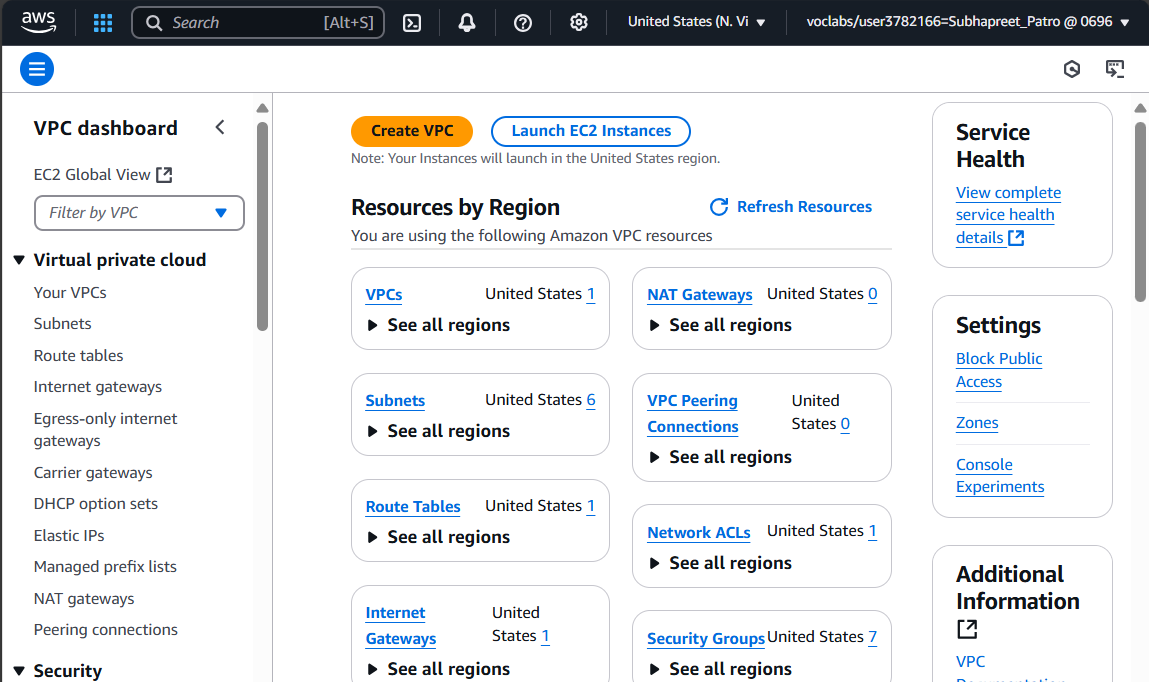 aws
Search [Alt+S]
United States (N. Vi
voclabs/user3782166=Subhapreet_Patro @ 0696
VPC dashboard
EC2 Global View
Filter by VPC
Virtual private cloud
Your VPCs
Subnets
Route tables
Internet gateways
Egress-only internet
gateways
Carrier gateways
DHCP option sets
Elastic IPs
Managed prefix lists
NAT gateways
Peering connections
Security
Create VPC
Launch EC2 Instances
Note: Your Instances will launch in the United States region.
Resources by Region
Refresh Resources
You are using the following Amazon VPC resources
VPCs United States 1
See all regions
NAT Gateways United States 0
See all regions
Subnets United States 6
See all regions
VPC Peering United
Connections States 0
See all regions
Route Tables United States 1
See all regions
Network ACLs United States 1
See all regions
Internet United
Gateways States 1
See all regions
Security Groups United States 7
See all regions
Service
Health
View complete
service health
details
Settings
Block Public
Access
Zones
Console
Experiments
Additional
Information
VPC
Documentation